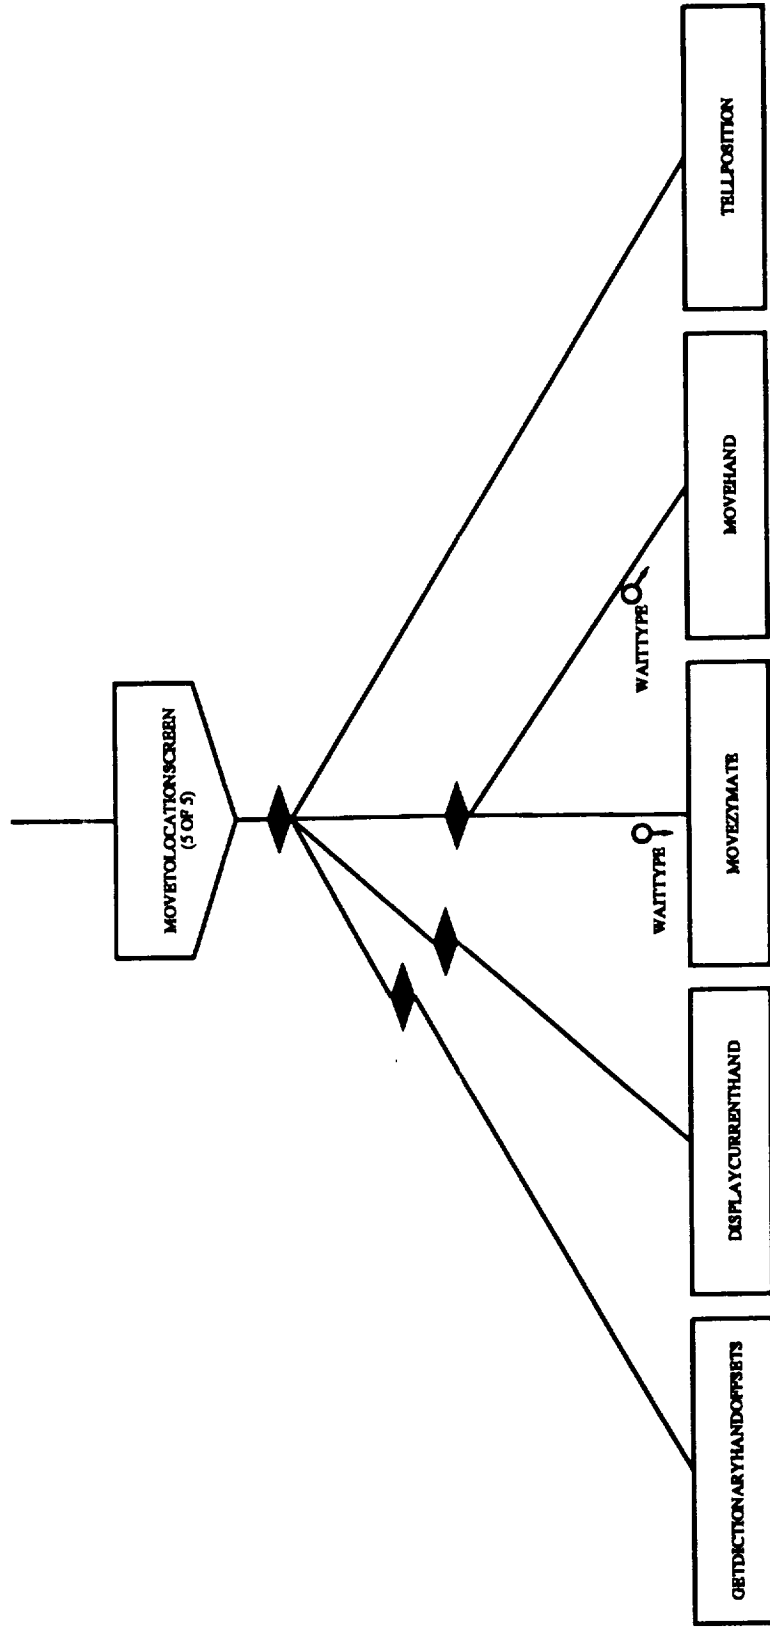 MOVETOLOCATIONSCREEN
(5 OF 5)
WAITTYPE
WAITTYPE
GETDICTIONARYHANDOFFSETS
DISPLAYCURRENTHAND
MOVEZYMATE
MOVEHAND
TELLPOSITION